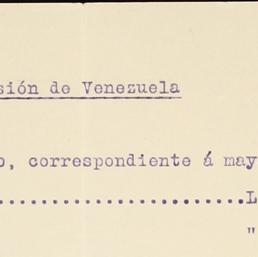 sión de Venezuela
o, correspondiente á may
........................L
"